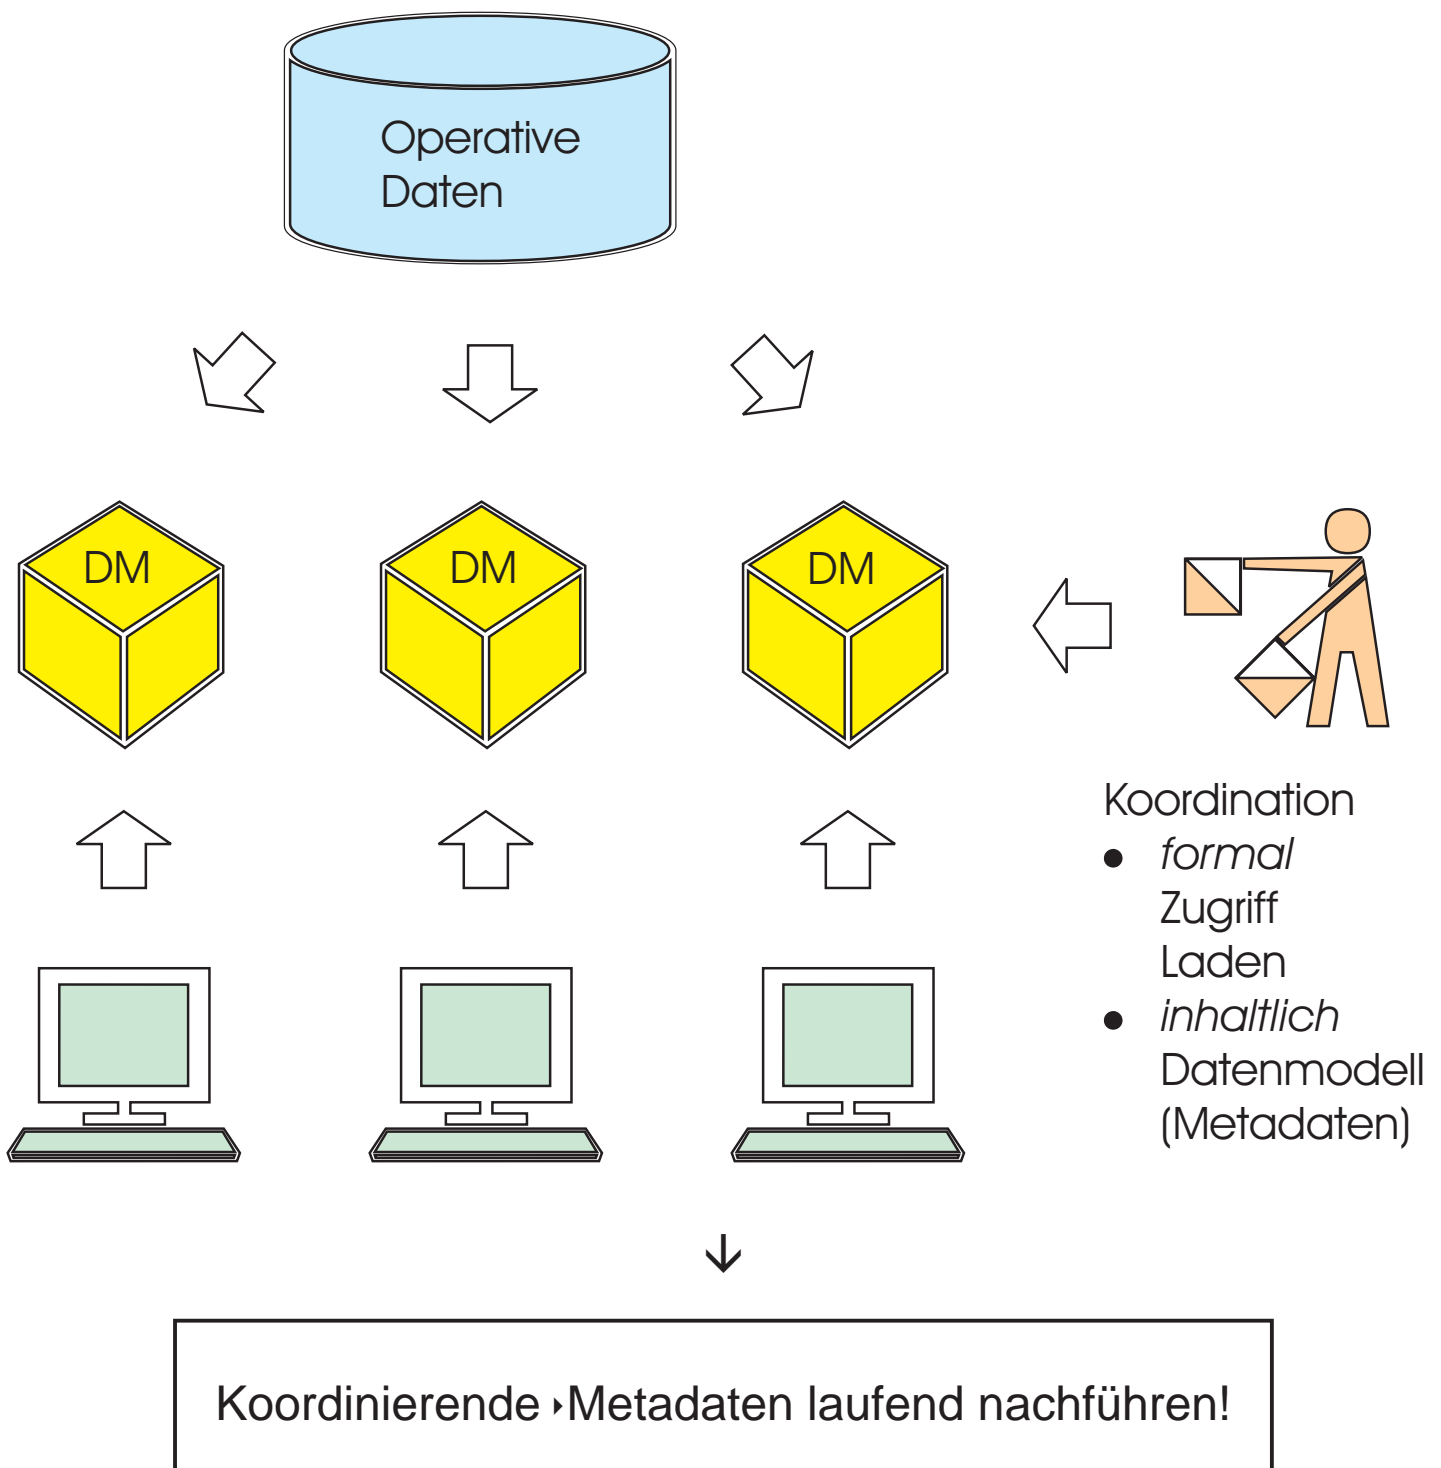 Operative
Daten
DM
DM
DM
Koordination
● formal
Zugriff
Laden
● inhaltlich
Datenmodell
(Metadaten)
Koordinierende ‣Metadaten laufend nachführen!